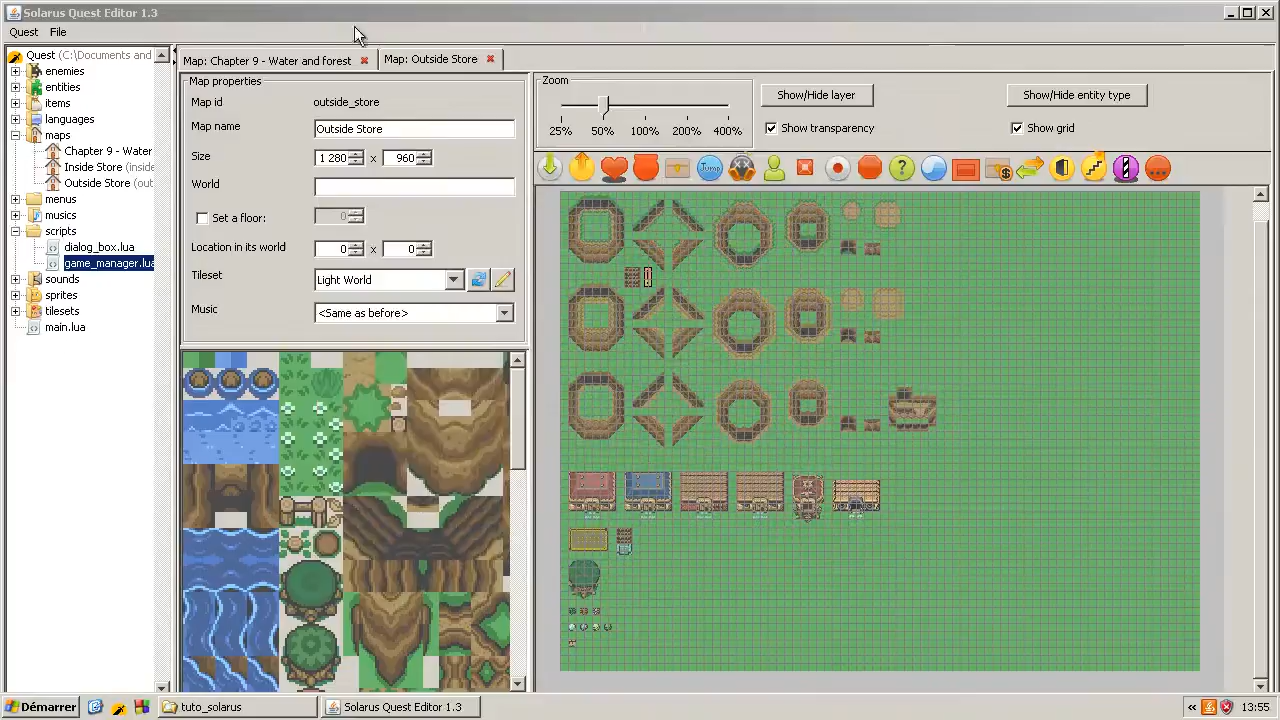 Solarus Quest Editor 1.3
Quest File
Quest (C:\Documents and
enemies
entities
items
languages
maps
Chapter 9 - Water
Inside Store (inside
Outside Store (out
menus
musics
scripts
dialog_box.lua
game_manager.lua
sounds
sprites
tilesets
main.lua
Map: Chapter 9 - Water and forest
Map: Outside Store
Map properties
Map id outside_store
Map name Outside Store
Size 1 280 x 960
World
Set a floor: 0
Location in its world 0 x 0
Tileset Light World
Music <Same as before>
Zoom
25% 50% 100% 200% 400%
Show/Hide layer
Show/Hide entity type
Show transparency
Show grid
Jump
?
$
Démarrer
tuto_solarus
Solarus Quest Editor 1.3
«
13:55